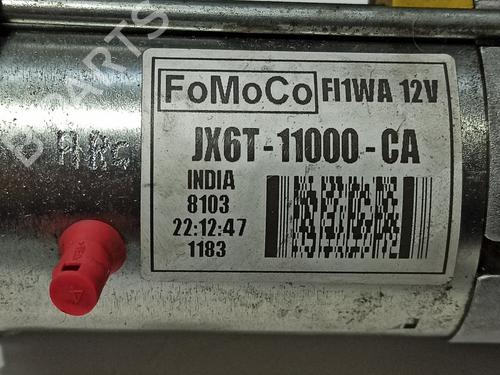 FoMoCo FI1WA 12V
JX6T-11000-CA
INDIA
8103
22:12:47
1183